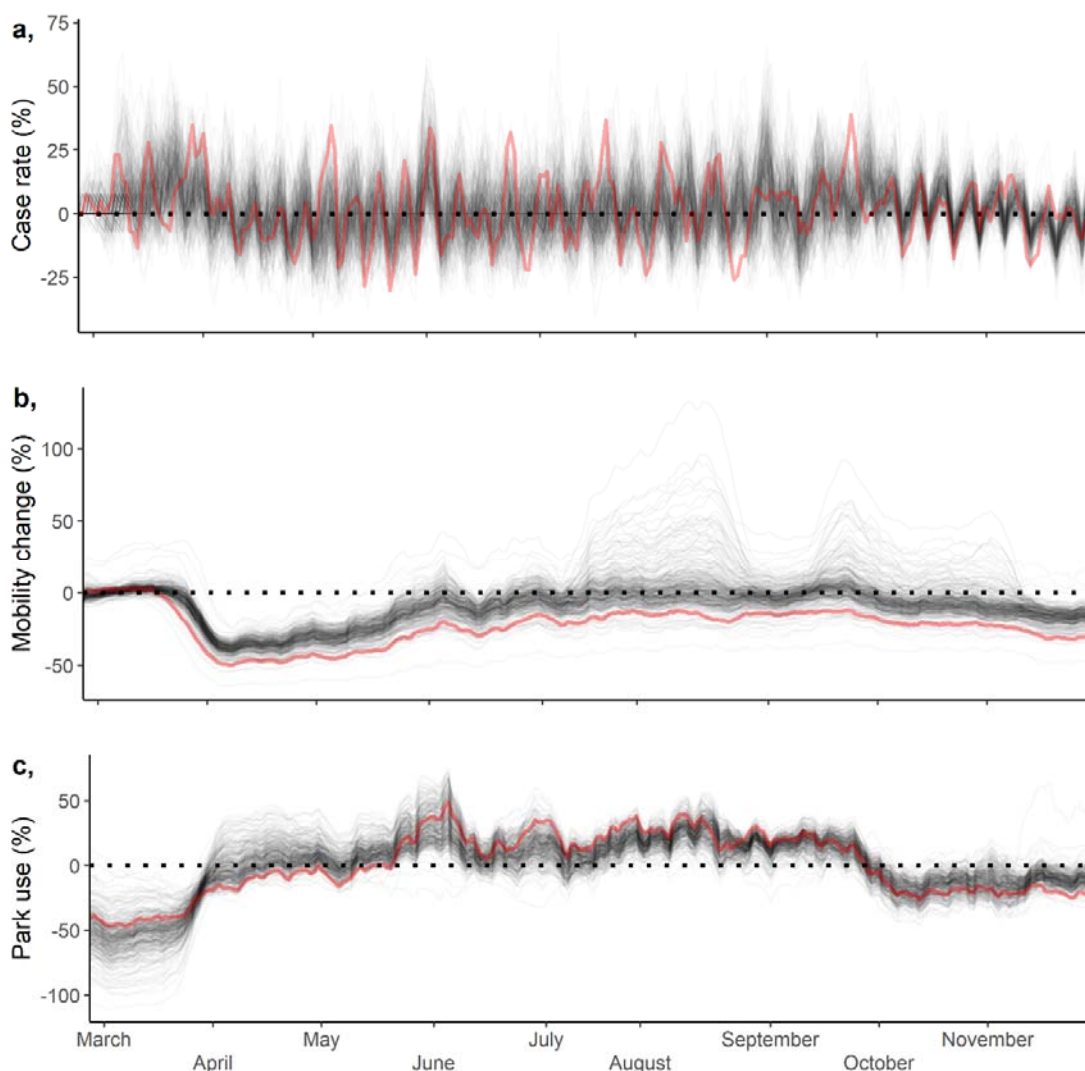 a,
Case rate (%)
75
50
25
0
-25
b,
Mobility change (%)
100
50
0
-50
c,
Park use (%)
50
0
-50
-100
March
April
May
June
July
August
September
October
November